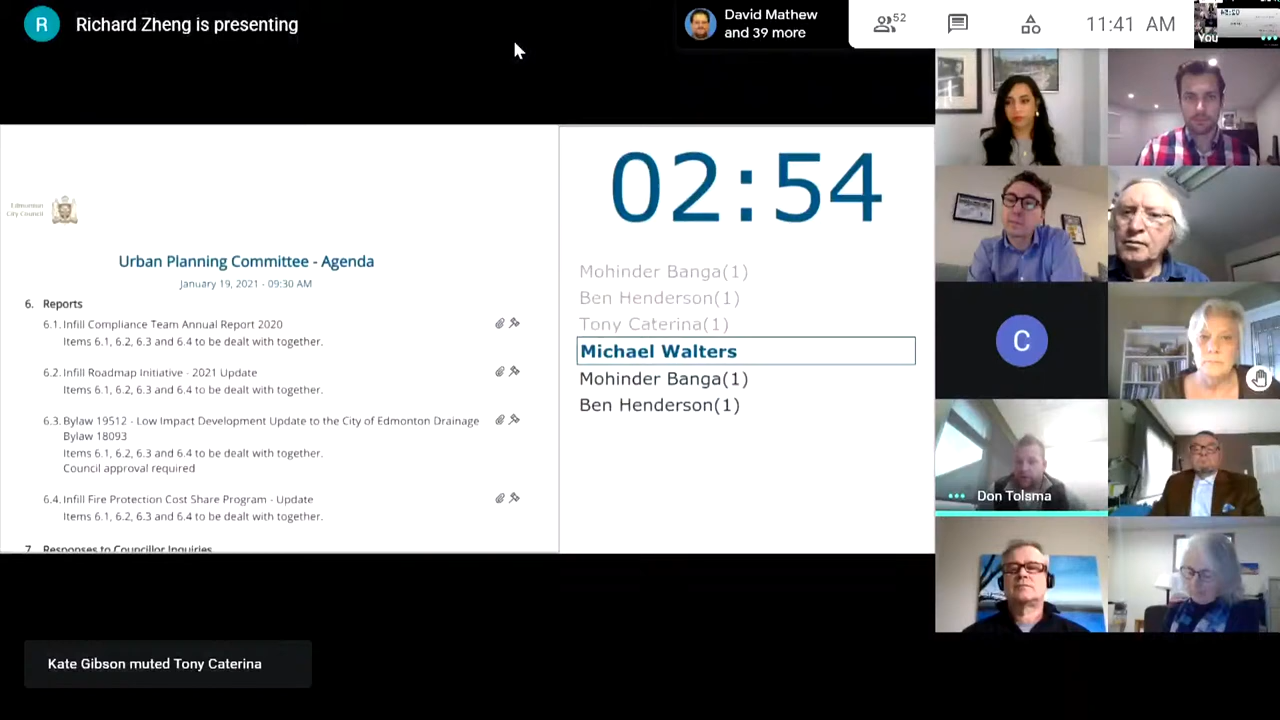 R
Richard Zheng is presenting
David Mathew
and 39 more
52
11:41 AM
You
Edmonton
City Council
Urban Planning Committee - Agenda
January 19, 2021 - 09:30 AM
6. Reports
6.1. Infill Compliance Team Annual Report 2020
Items 6.1, 6.2, 6.3 and 6.4 to be dealt with together.
6.2. Infill Roadmap Initiative - 2021 Update
Items 6.1, 6.2, 6.3 and 6.4 to be dealt with together.
6.3. Bylaw 19512 - Low Impact Development Update to the City of Edmonton Drainage
Bylaw 18093
Items 6.1, 6.2, 6.3 and 6.4 to be dealt with together.
Council approval required
6.4. Infill Fire Protection Cost Share Program - Update
Items 6.1, 6.2, 6.3 and 6.4 to be dealt with together.
7. Responses to Councillor Inquiries
02:54
Mohinder Banga(1)
Ben Henderson(1)
Tony Caterina(1)
Michael Walters
Mohinder Banga(1)
Ben Henderson(1)
C
Don Tolsma
Kate Gibson muted Tony Caterina